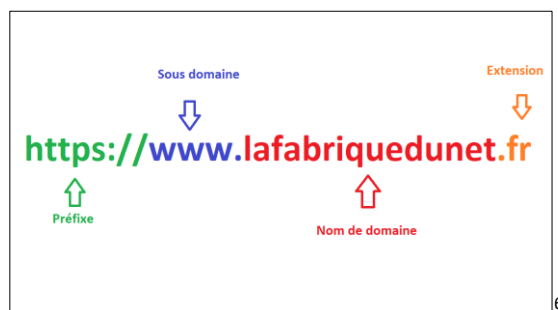 Sous domaine
Extension
https://www.lafabriquedunet.fr
Préfixe
Nom de domaine